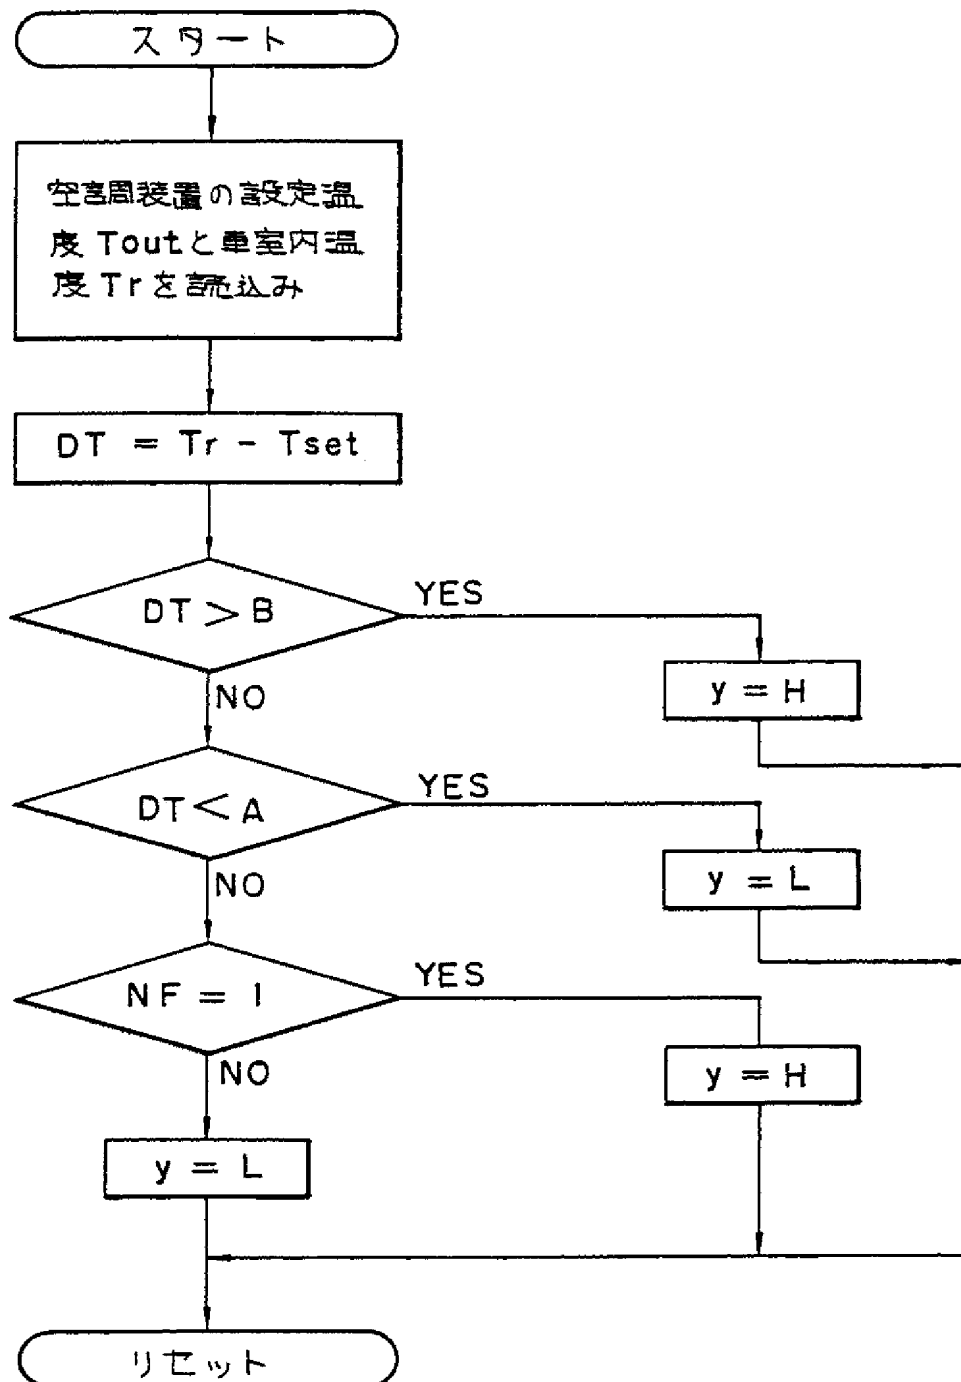 スタート
空調装置の設定温
度Toutと車室内温
度Trを読込み
DT = Tr - Tset
DT > B
YES
y = H
NO
DT < A
YES
y = L
NO
NF = 1
YES
y = H
NO
y = L
リセット